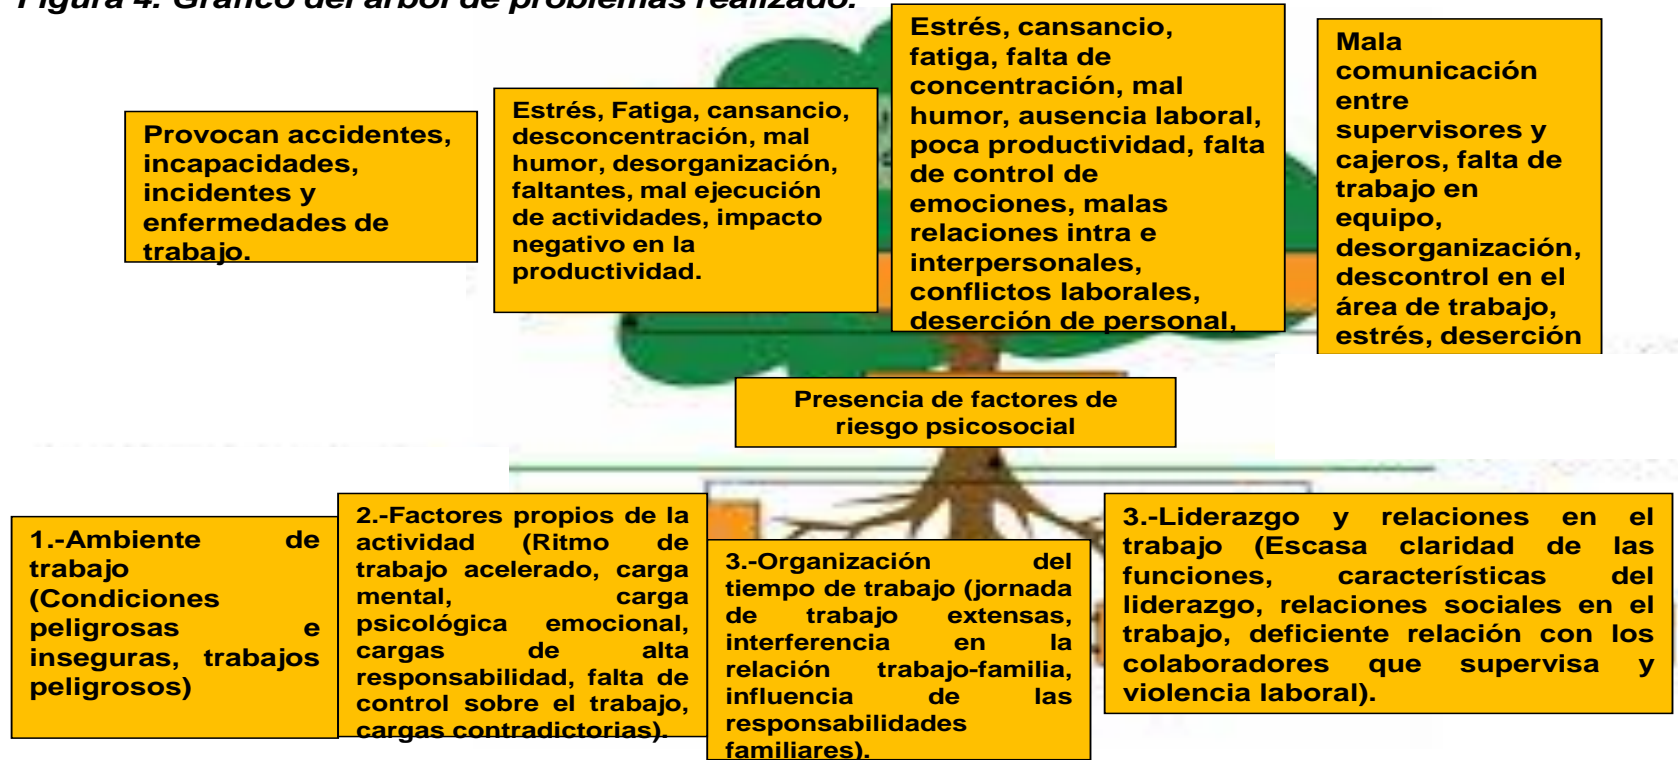 Figura 4. Gráfico del árbol de problemas realizado.
Provocan accidentes,
incapacidades,
incidentes y
enfermedades de
trabajo.
Estrés, Fatiga, cansancio,
desconcentración, mal
humor, desorganización,
faltantes, mal ejecución
de actividades, impacto
negativo en la
productividad.
Estrés, cansancio,
fatiga, falta de
concentración, mal
humor, ausencia laboral,
poca productividad, falta
de control de
emociones, malas
relaciones intra e
interpersonales,
conflictos laborales,
deserción de personal,
Mala
comunicación
entre
supervisores y
cajeros, falta de
trabajo en
equipo,
desorganización,
descontrol en el
área de trabajo,
estrés, deserción
Presencia de factores de
riesgo psicosocial
1.-Ambiente de
trabajo
(Condiciones
peligrosas e
inseguras, trabajos
peligrosos)
2.-Factores propios de la
actividad (Ritmo de
trabajo acelerado, carga
mental, carga
psicológica emocional,
cargas de alta
responsabilidad, falta de
control sobre el trabajo,
cargas contradictorias).
3.-Organización del
tiempo de trabajo (jornada
de trabajo extensas,
interferencia en la
relación trabajo-familia,
influencia de las
responsabilidades
familiares).
3.-Liderazgo y relaciones en el
trabajo (Escasa claridad de las
funciones, características del
liderazgo, relaciones sociales en el
trabajo, deficiente relación con los
colaboradores que supervisa y
violencia laboral).